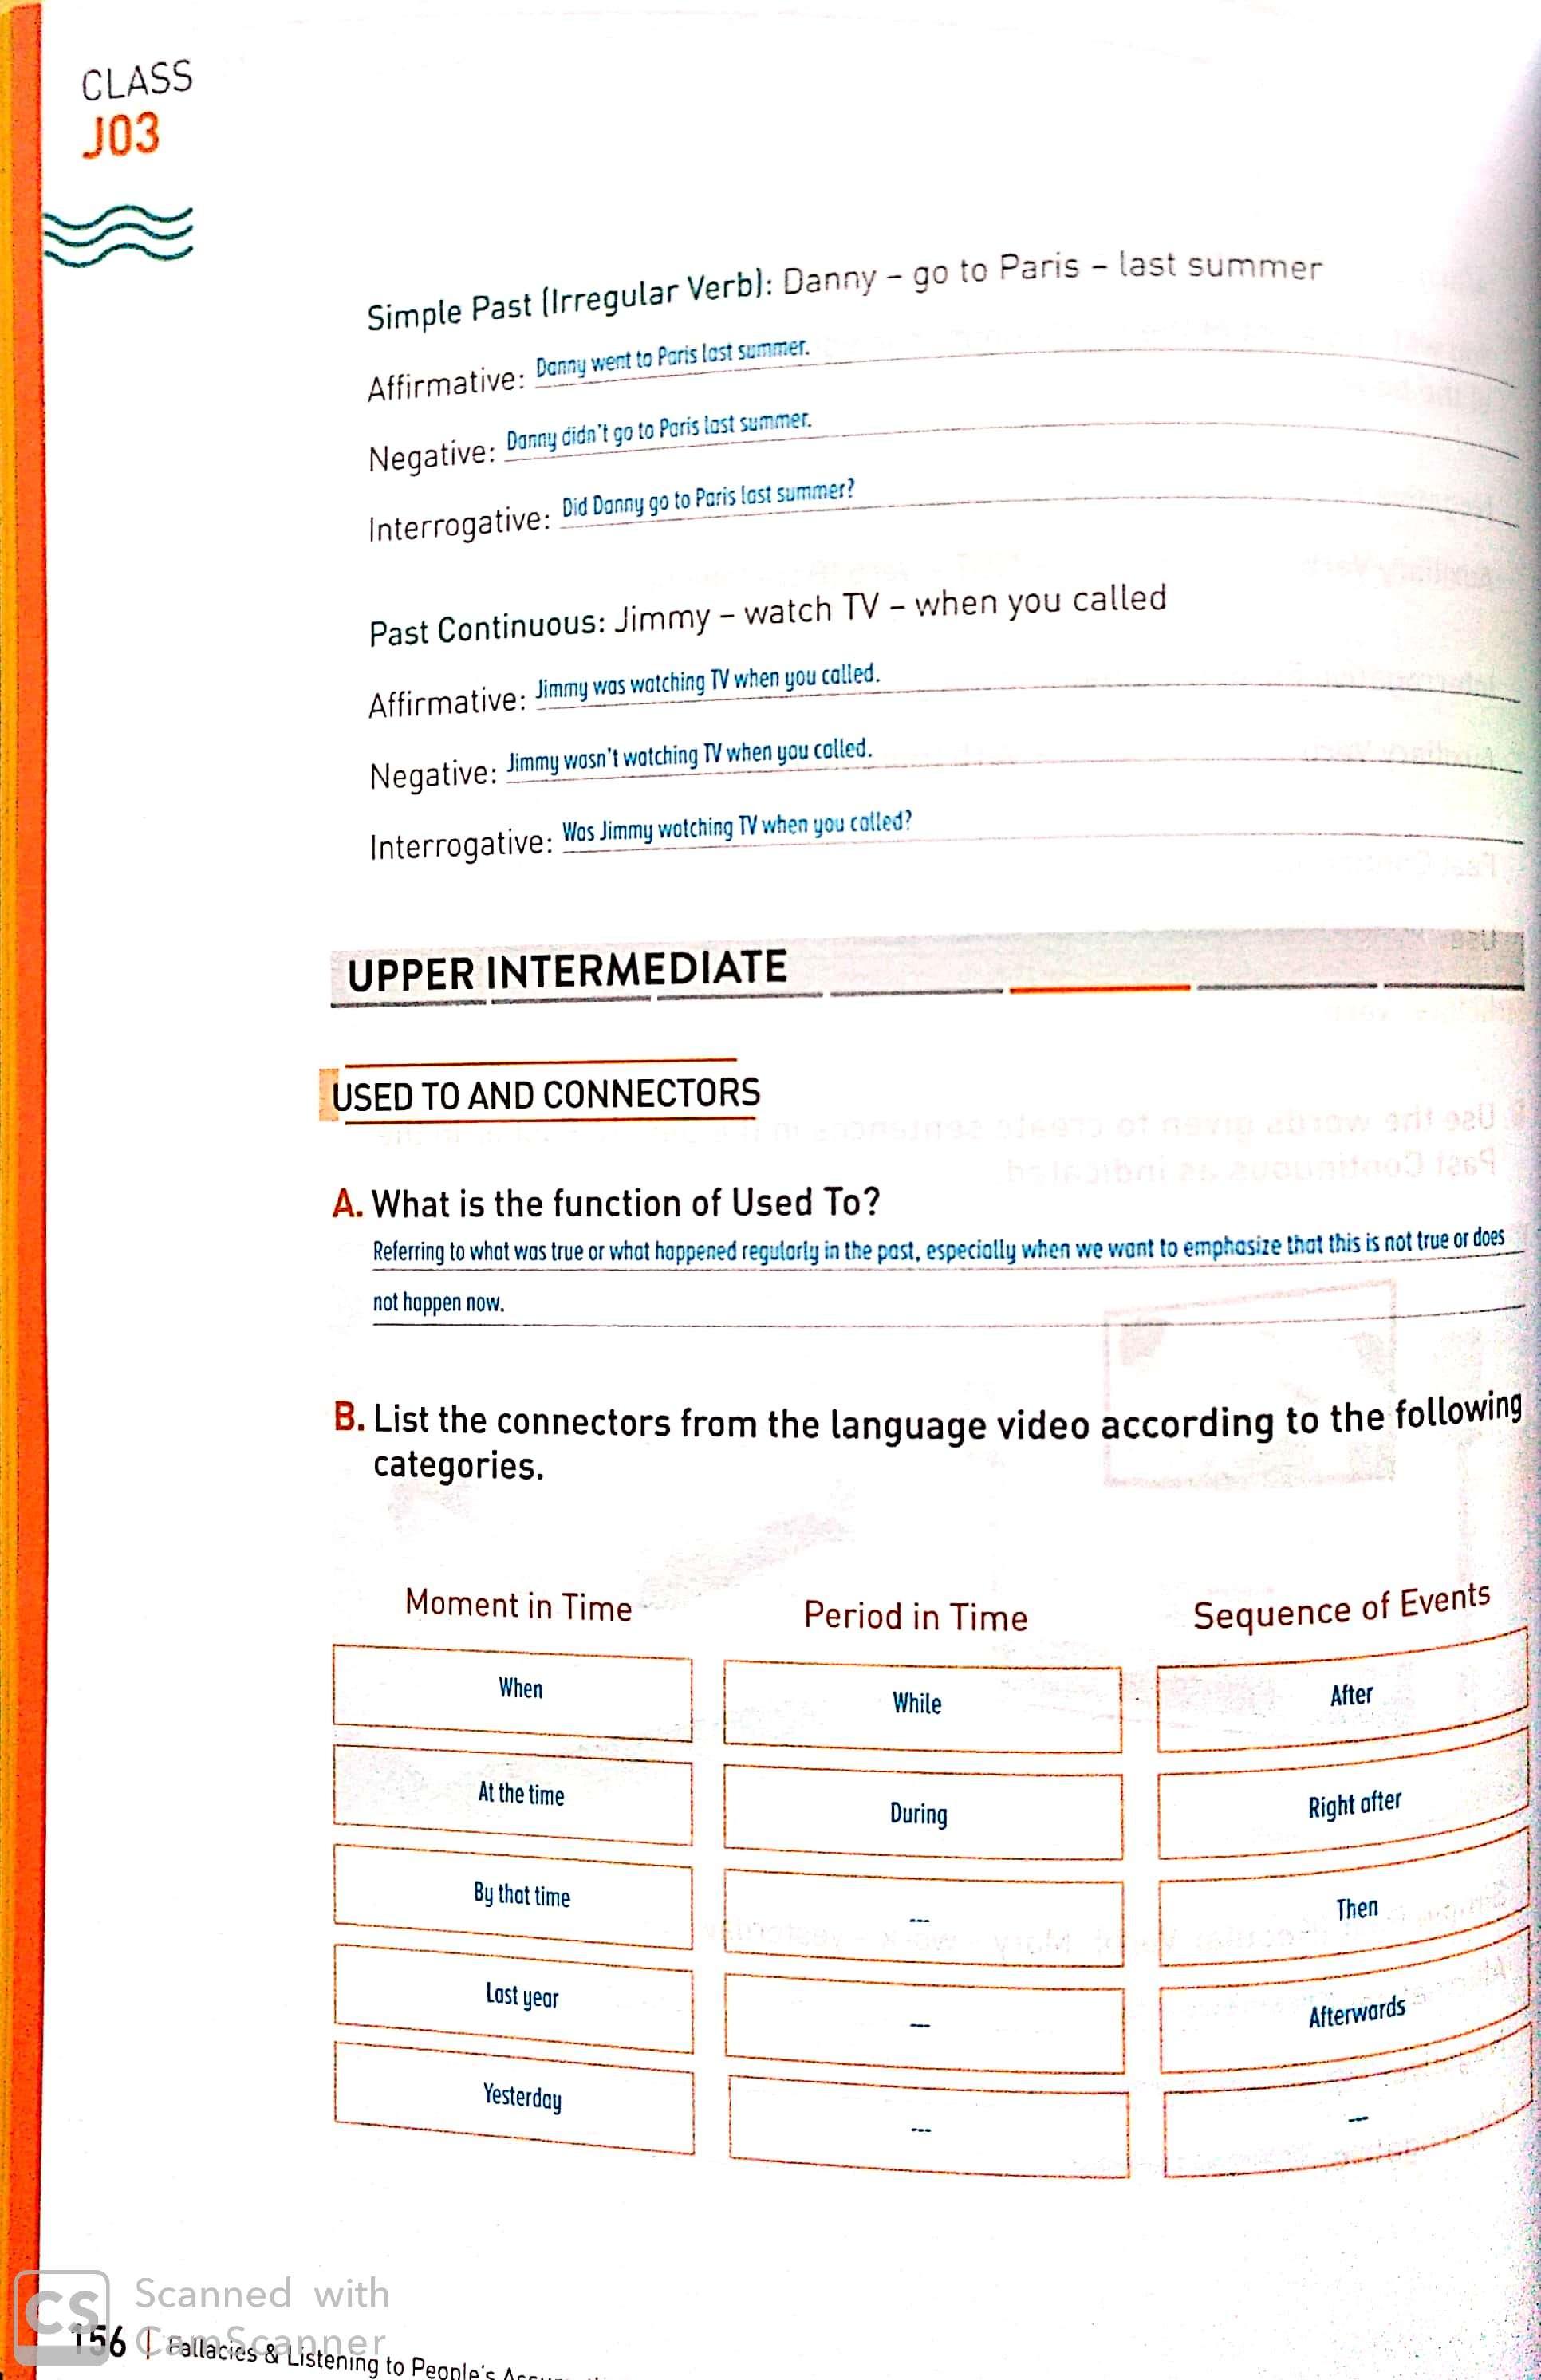 CLASS
J03
Simple Past (Irregular Verb): Danny – go to Paris – last summer
Affirmative: Danny went to Paris last summer.
Negative: Danny didn't go to Paris last summer.
Interrogative: Did Danny go to Paris last summer?
Past Continuous: Jimmy – watch TV – when you called
Affirmative: Jimmy was watching TV when you called.
Negative: Jimmy wasn't watching TV when you called.
Interrogative: Was Jimmy watching TV when you called?
UPPER INTERMEDIATE
USED TO AND CONNECTORS
A. What is the function of Used To?
Referring to what was true or what happened regularly in the past, especially when we want to emphasize that this is not true or does
not happen now.
B. List the connectors from the language video according to the following
categories.
Moment in Time Period in Time Sequence of Events
When While After
At the time During Right after
By that time --- Then
Last year --- Afterwards
Yesterday --- ---
CS Scanned with
CamScanner
156 | Fallacies & Listening to People's